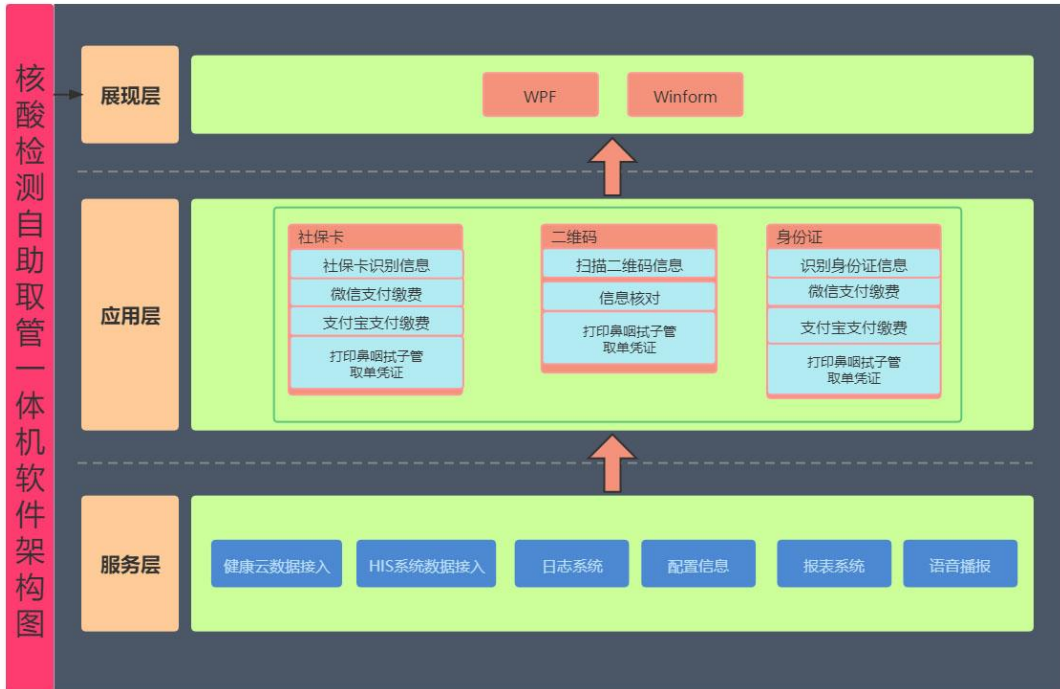 核酸检测自助取管一体机软件架构图
展现层
WPF
Winform
应用层
社保卡
社保卡识别信息
微信支付缴费
支付宝支付缴费
打印鼻咽拭子管
取单凭证
二维码
扫描二维码信息
信息核对
打印鼻咽拭子管
取单凭证
身份证
识别身份证信息
微信支付缴费
支付宝支付缴费
打印鼻咽拭子管
取单凭证
服务层
健康云数据接入
HIS系统数据接入
日志系统
配置信息
报表系统
语音播报